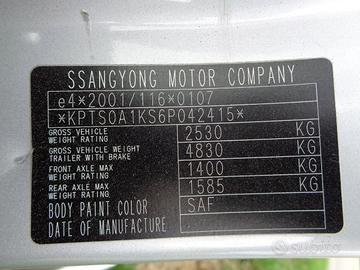 SSANGYONG MOTOR COMPANY
e4*2001/116*0107
*KPTS0A1KS6P042415*
GROSS VEHICLE WEIGHT RATING 2530 KG
GROSS VEHICLE WEIGHT TRAILER WITH BRAKE 4830 KG
FRONT AXLE MAX WEIGHT RATING 1400 KG
REAR AXLE MAX WEIGHT RATING 1585 KG
BODY PAINT COLOR SAF
DATE OF MANUFACTURE
subito